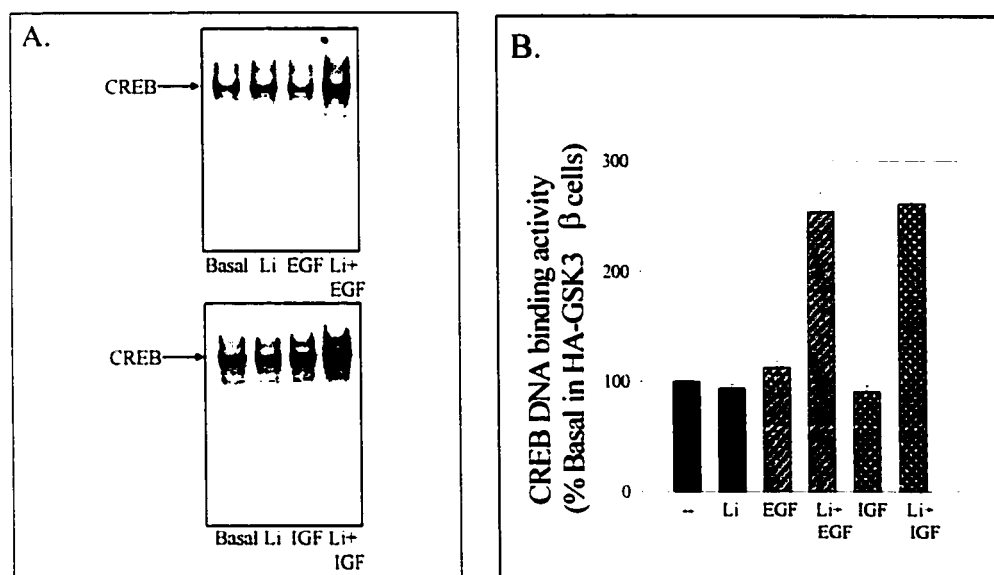 A.
CREB
Basal Li EGF Li+
EGF
CREB
Basal Li IGF Li+
IGF
B.
CREB DNA binding activity
(% Basal in HA-GSK3 β cells)
300
200
100
0
-- Li EGF Li+ IGF Li+
EGF IGF